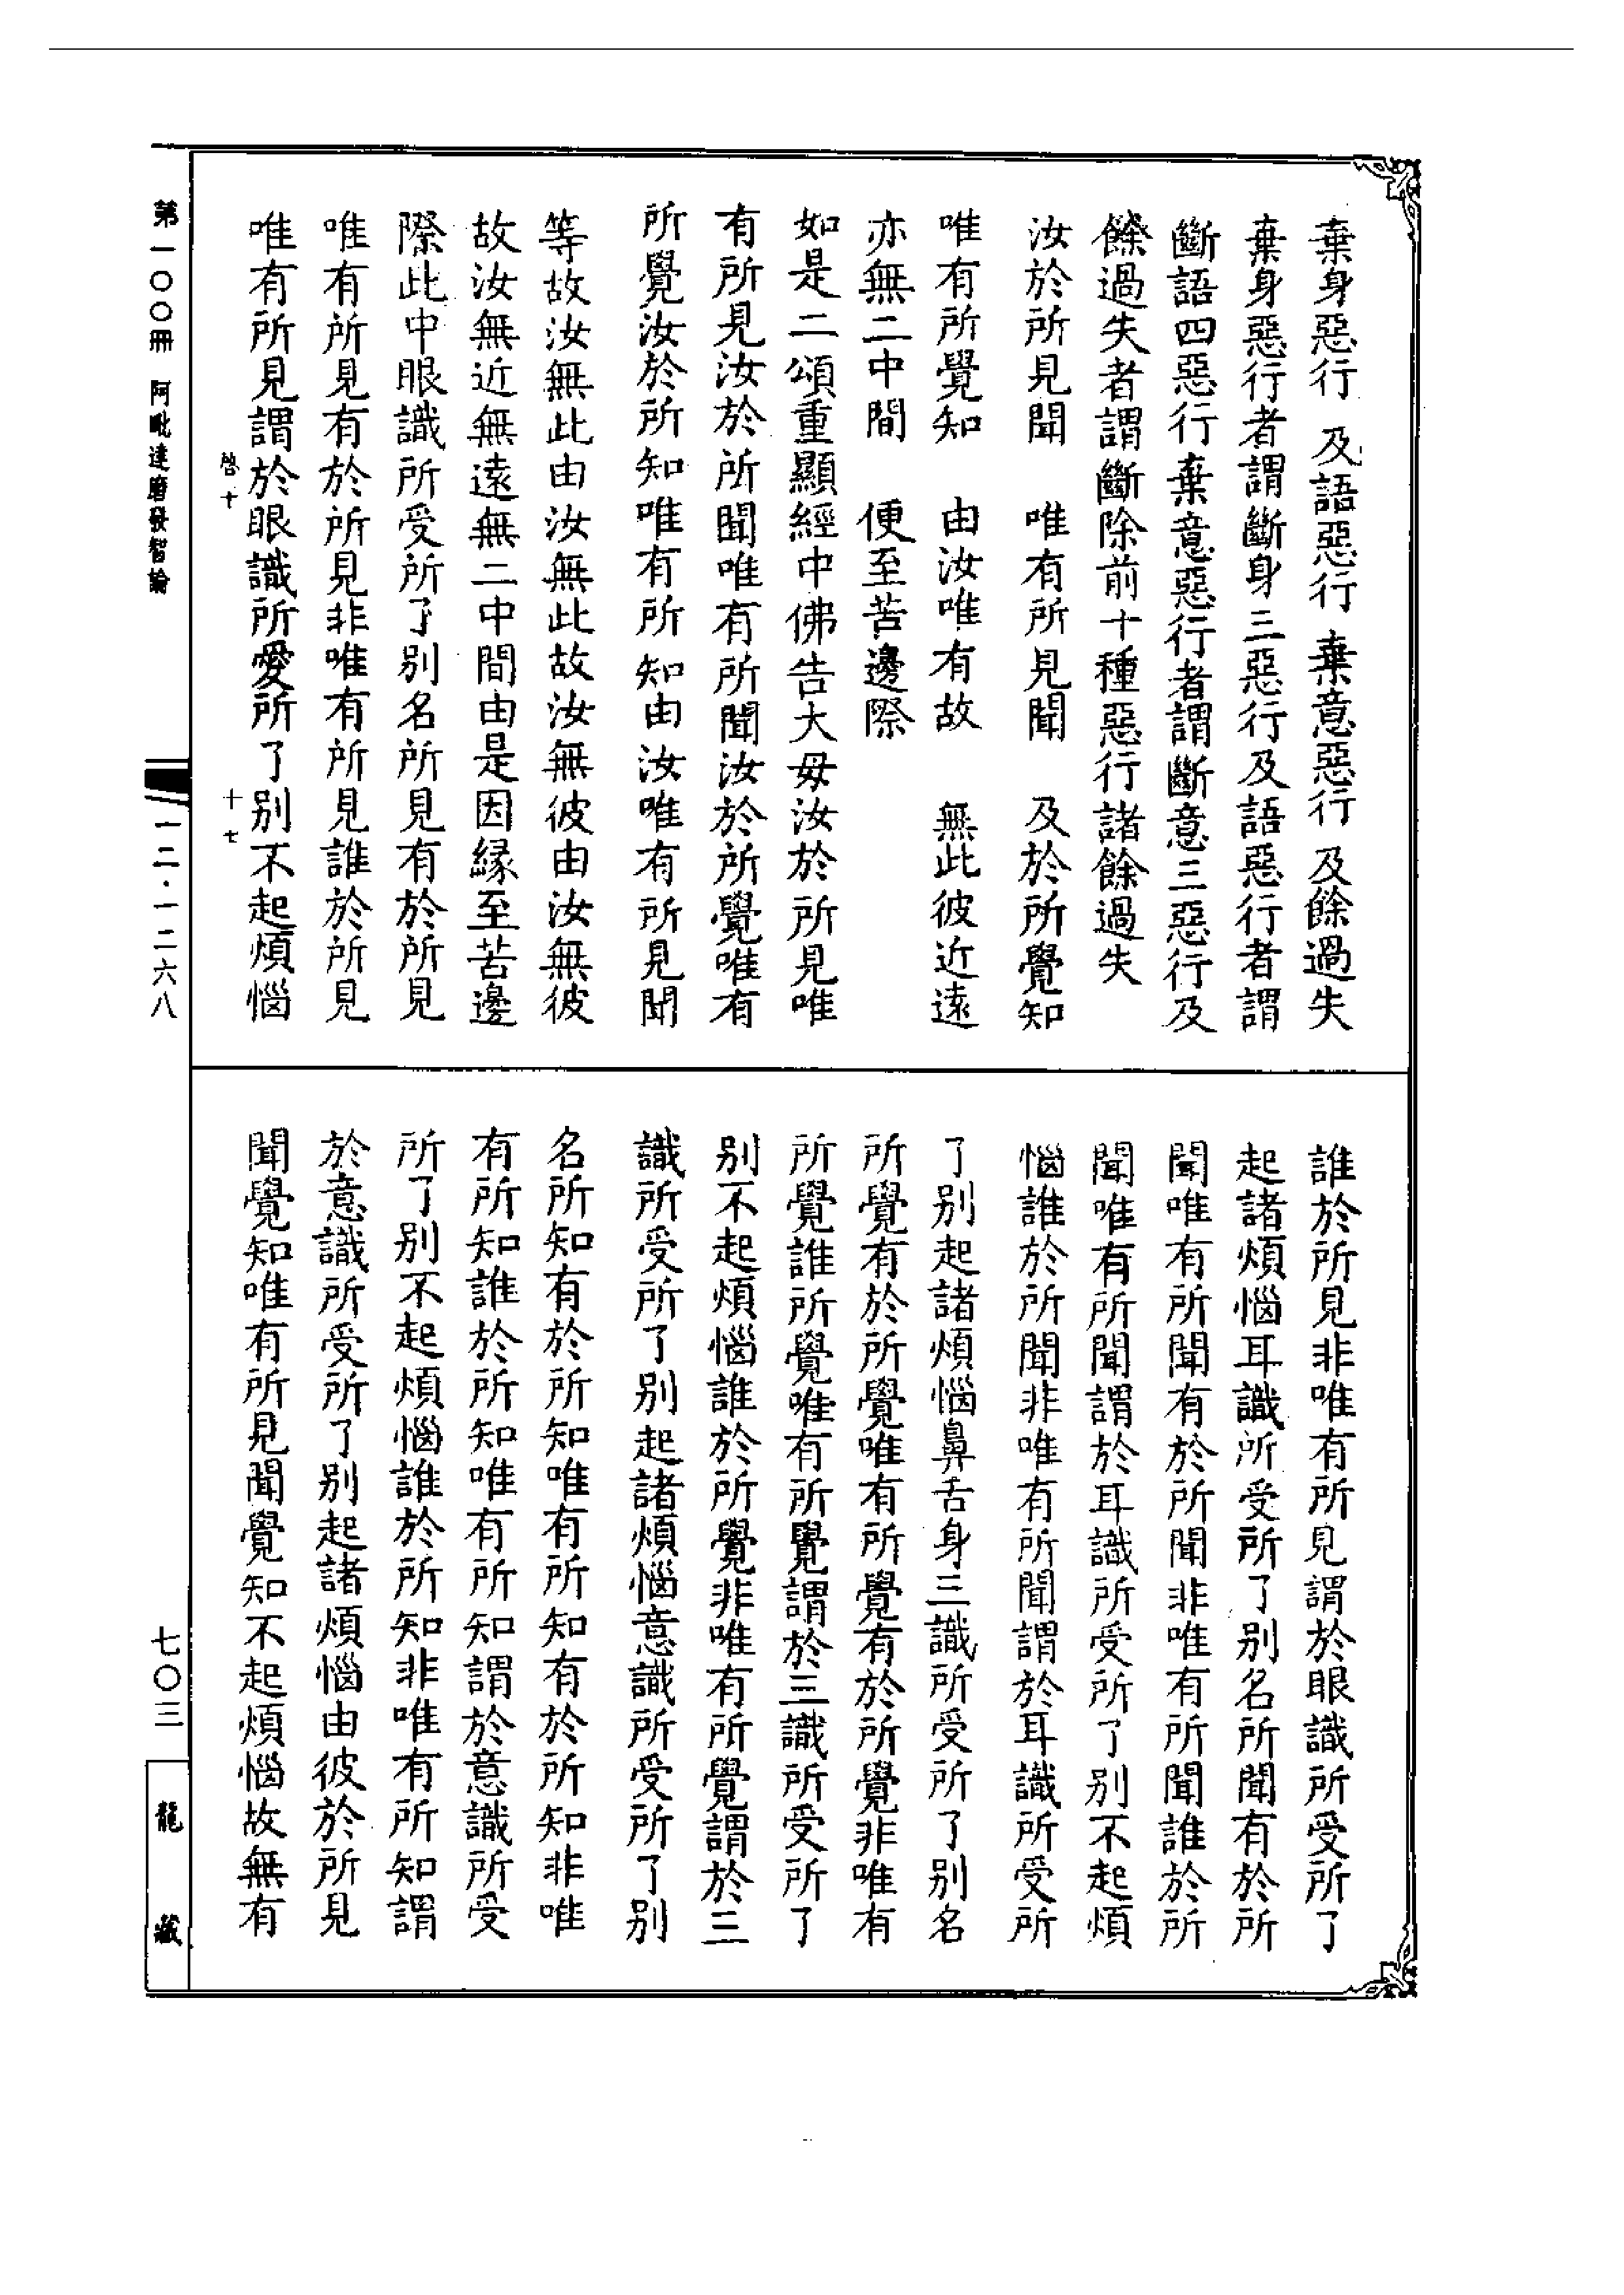 棄身惡行　及語惡行　棄意惡行　及餘過失
棄身惡行者謂斷身三惡行及語惡行者謂
斷語四惡行棄意惡行者謂斷意三惡行及
餘過失者謂斷除前十種惡行諸餘過失
汝於所見聞　唯有所見聞　及於所覺知
唯有所覺知　由汝唯有故　無此彼近遠
亦無二中間　便至苦邊際
如是二頌重顯經中佛告大母汝於所見唯
有所見汝於所聞唯有所聞汝於所覺唯有
所覺汝於所知唯有所知由汝唯有所見聞
等故汝無此由汝無此故汝無彼由汝無彼
故汝無近無遠無二中間由是因緣至苦邊
際此中眼識所受所了別名所見有於所見
唯有所見有於所見非唯有所見誰於所見
唯有所見謂於眼識所愛所了別不起煩惱
啓十　十七
誰於所見非唯有所見謂於眼識所受所了
起諸煩惱耳識所受所了別名所聞有於所
聞唯有所聞有於所聞非唯有所聞誰於所
聞唯有所聞謂於耳識所受所了別不起煩
惱誰於所聞非唯有所聞謂於耳識所受所
了別起諸煩惱鼻舌身三識所受所了別名
所覺有於所覺唯有所覺有於所覺非唯有
所覺誰所覺唯有所覺謂於三識所受所了
別不起煩惱誰於所覺非唯有所覺謂於三
識所受所了別起諸煩惱意識所受所了別
名所知有於所知唯有所知有於所知非唯
有所知誰於所知唯有所知謂於意識所受
所了別不起煩惱誰於所知非唯有所知謂
於意識所受所了別起諸煩惱由彼於所見
聞覺知唯有所見聞覺知不起煩惱故無有
第一〇〇冊　阿毗達磨發智論
一二·一二六八
七〇三
龍藏